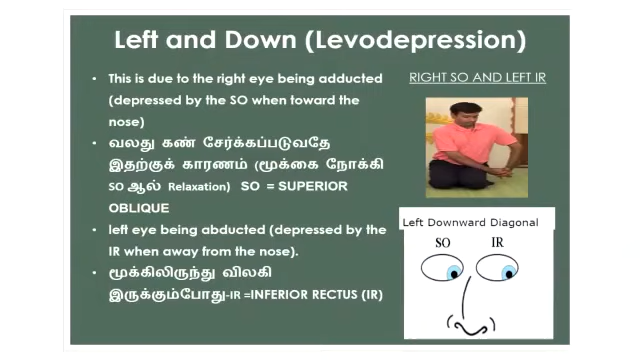 Left and Down (Levodepression)
• This is due to the right eye being adducted
(depressed by the SO when toward the
nose)
• வலது கண் சேர்க்கப்படுவதே
இதற்குக் காரணம் (மூக்கை நோக்கி
SO ஆல் Relaxation) SO = SUPERIOR
OBLIQUE
• left eye being abducted (depressed by the
IR when away from the nose).
• மூக்கிலிருந்து விலகி
இருக்கும்போது-IR =INFERIOR RECTUS (IR)
RIGHT SO AND LEFT IR
Left Downward Diagonal
SO IR